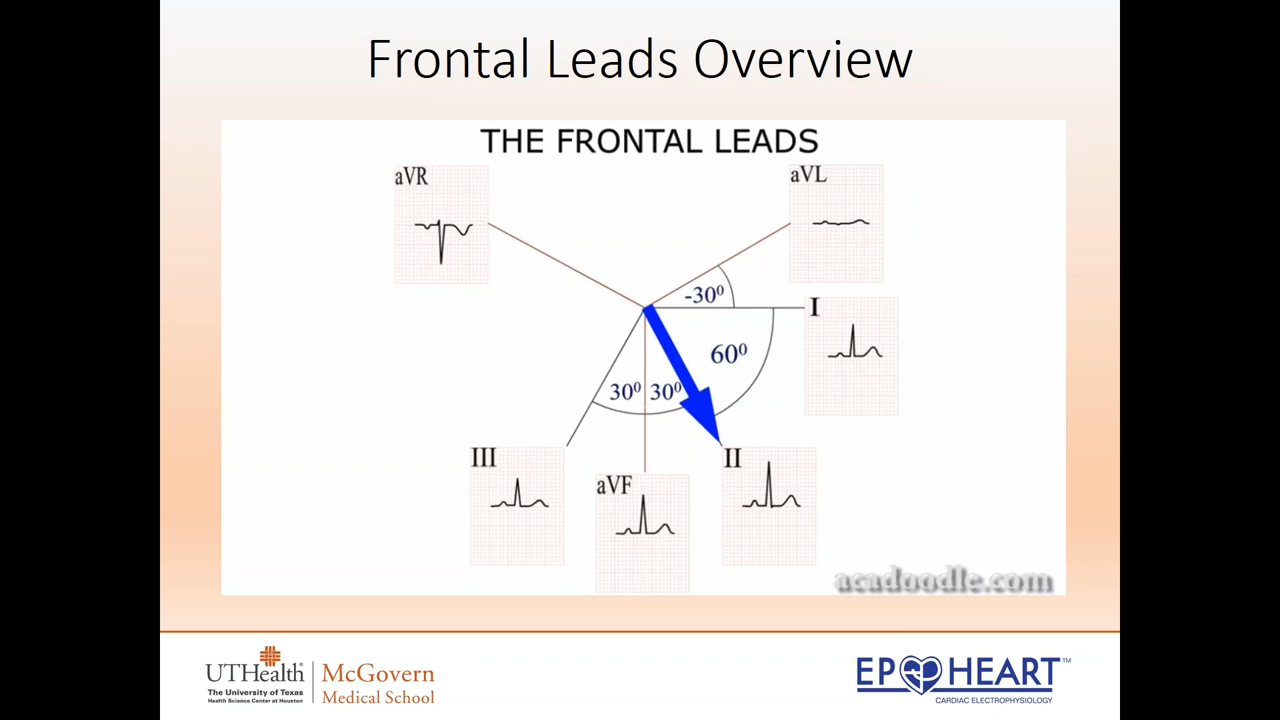 Frontal Leads Overview
THE FRONTAL LEADS
aVR
aVL
-30⁰
I
60⁰
30⁰
30⁰
III
aVF
II
acadoodle.com
UTHealth®
The University of Texas
Health Science Center at Houston
McGovern
Medical School
EP HEART™
CARDIAC ELECTROPHYSIOLOGY